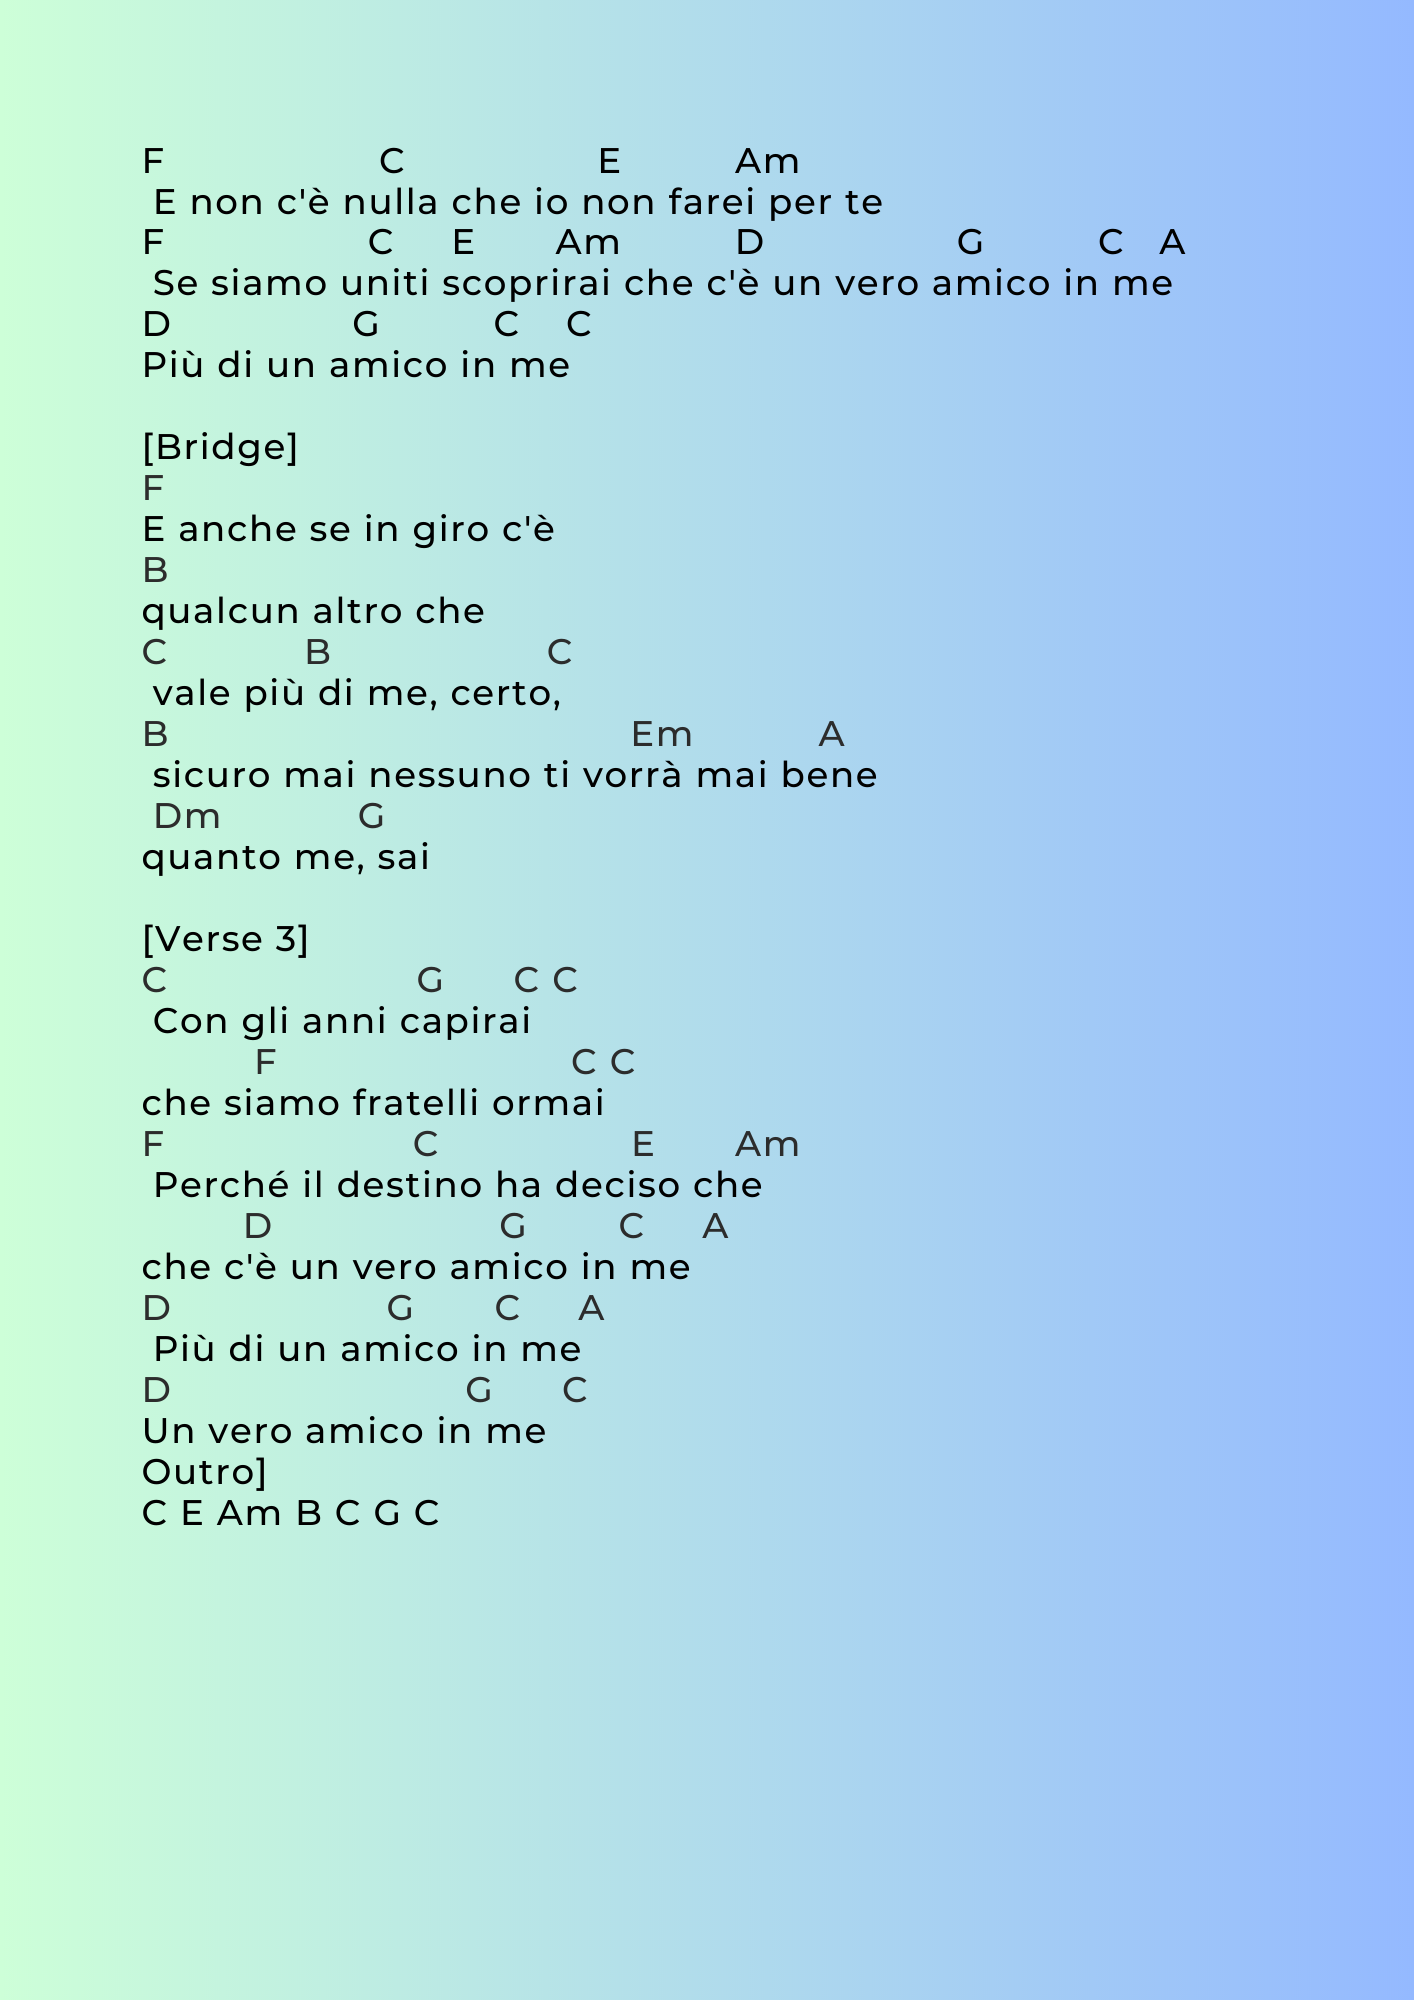 F C E Am
E non c'è nulla che io non farei per te
F C E Am D G C A
Se siamo uniti scoprirai che c'è un vero amico in me
D G C C
Più di un amico in me
[Bridge]
F
E anche se in giro c'è
B
qualcun altro che
C B C
vale più di me, certo,
B Em A
sicuro mai nessuno ti vorrà mai bene
Dm G
quanto me, sai
[Verse 3]
C G C C
Con gli anni capirai
F C C
che siamo fratelli ormai
F C E Am
Perché il destino ha deciso che
D G C A
che c'è un vero amico in me
D G C A
Più di un amico in me
D G C
Un vero amico in me
Outro]
C E Am B C G C